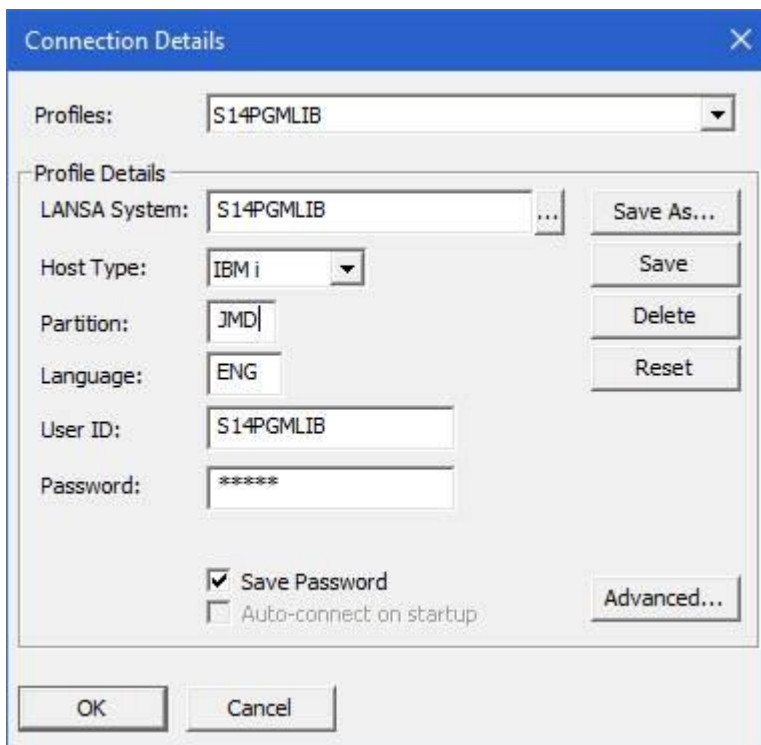 Connection Details
Profiles: S14PGMLIB
Profile Details
LANSA System: S14PGMLIB ... Save As...
Host Type: IBM i Save
Partition: JMD Delete
Language: ENG Reset
User ID: S14PGMLIB
Password: *****
Save Password
Auto-connect on startup Advanced...
OK Cancel